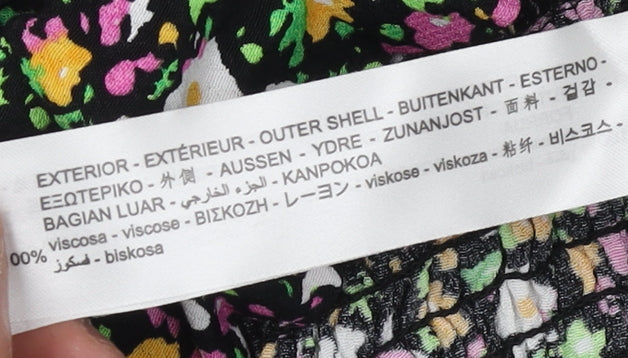 EXTERIOR - EXTÉRIEUR - OUTER SHELL - BUITENKANT - ESTERNO -
ΕΞΩΤΕΡΙΚΟ - 外側 - AUSSEN - YDRE - ZUNANJOST - 面料 - 겉감 -
BAGIAN LUAR - الجزء الخارجي - KANPOKOA
00% viscosa - viscose - ΒΙΣΚΟΖΗ - レーヨン - viskose - viskoza - 粘纤 - 비스코스 -
فسكوز - biskosa